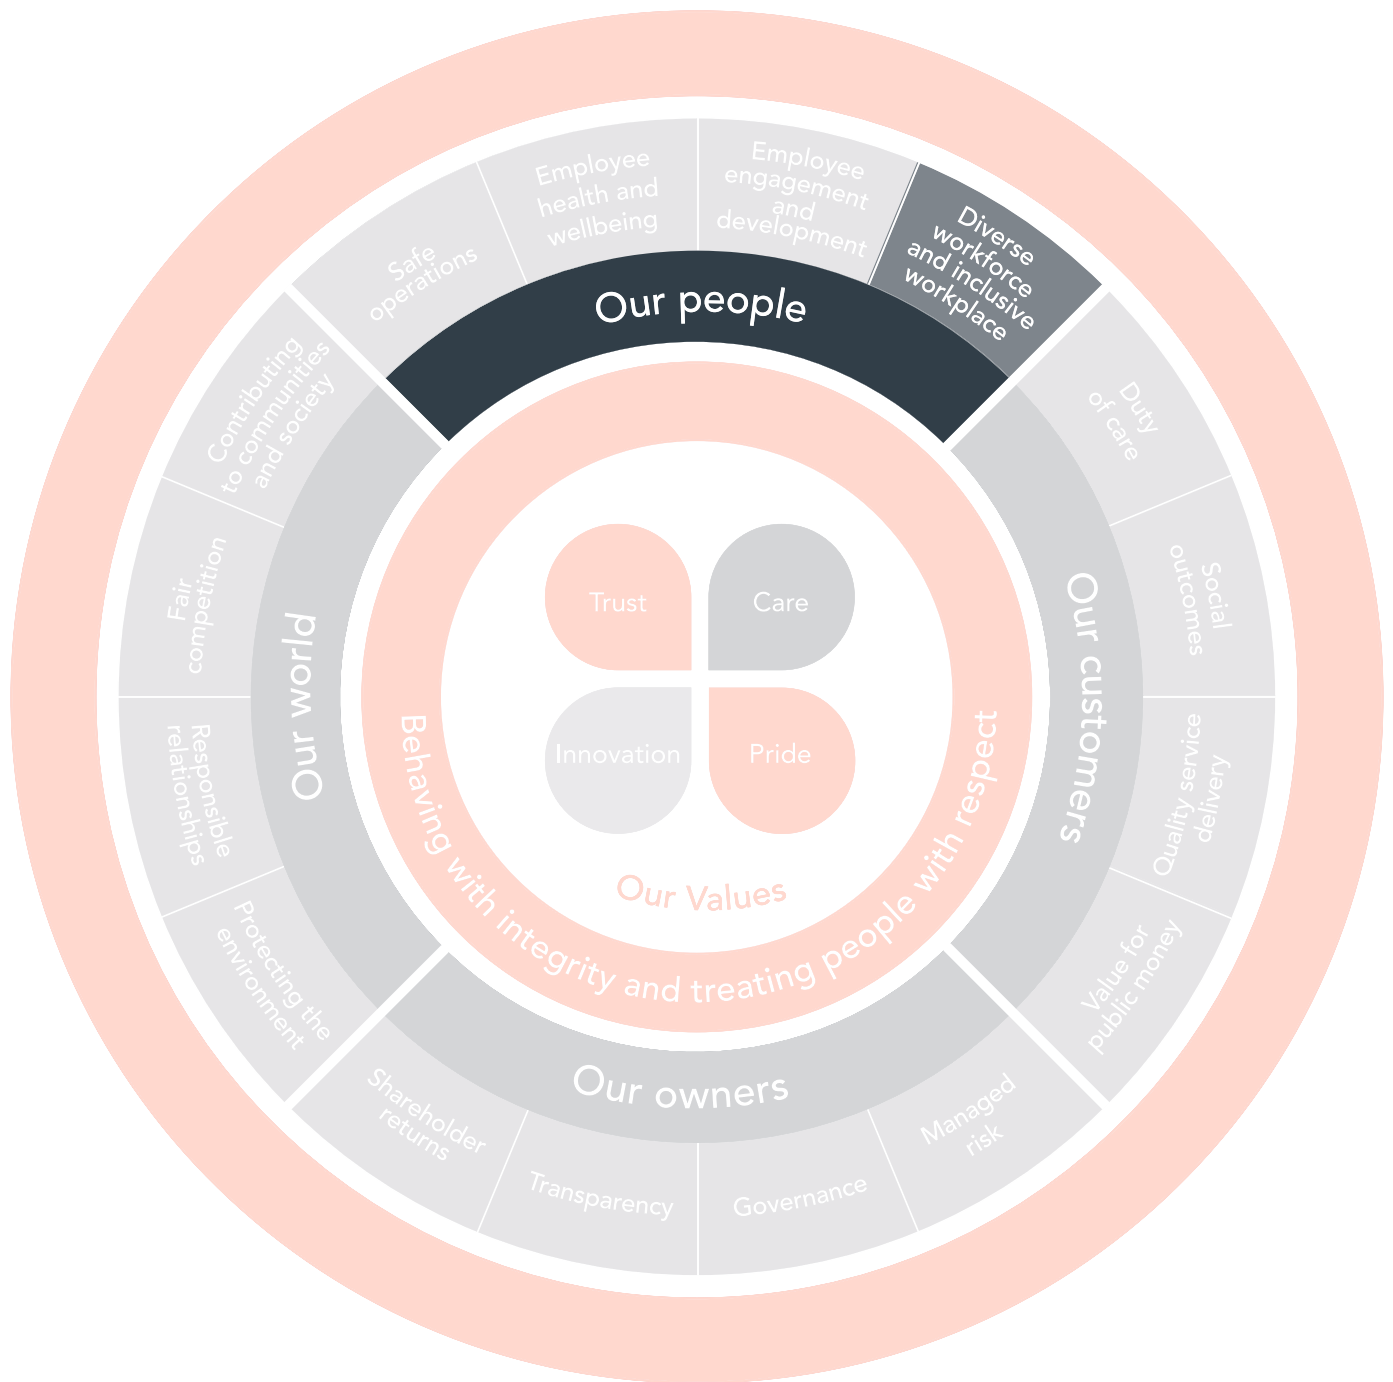 Our people
Safe
operations
Employee
health and
wellbeing
Employee
engagement
and
development
Diverse
workforce
and inclusive
workplace
Our customers
Duty
of care
Social
outcomes
Quality service
delivery
Value for
public money
Our owners
Managed
risk
Governance
Transparency
Shareholder
returns
Our world
Protecting the
environment
Responsible
relationships
Fair
competition
Contributing
to communities
and society
Trust
Care
Innovation
Pride
Our Values
Behaving with integrity and treating people with respect